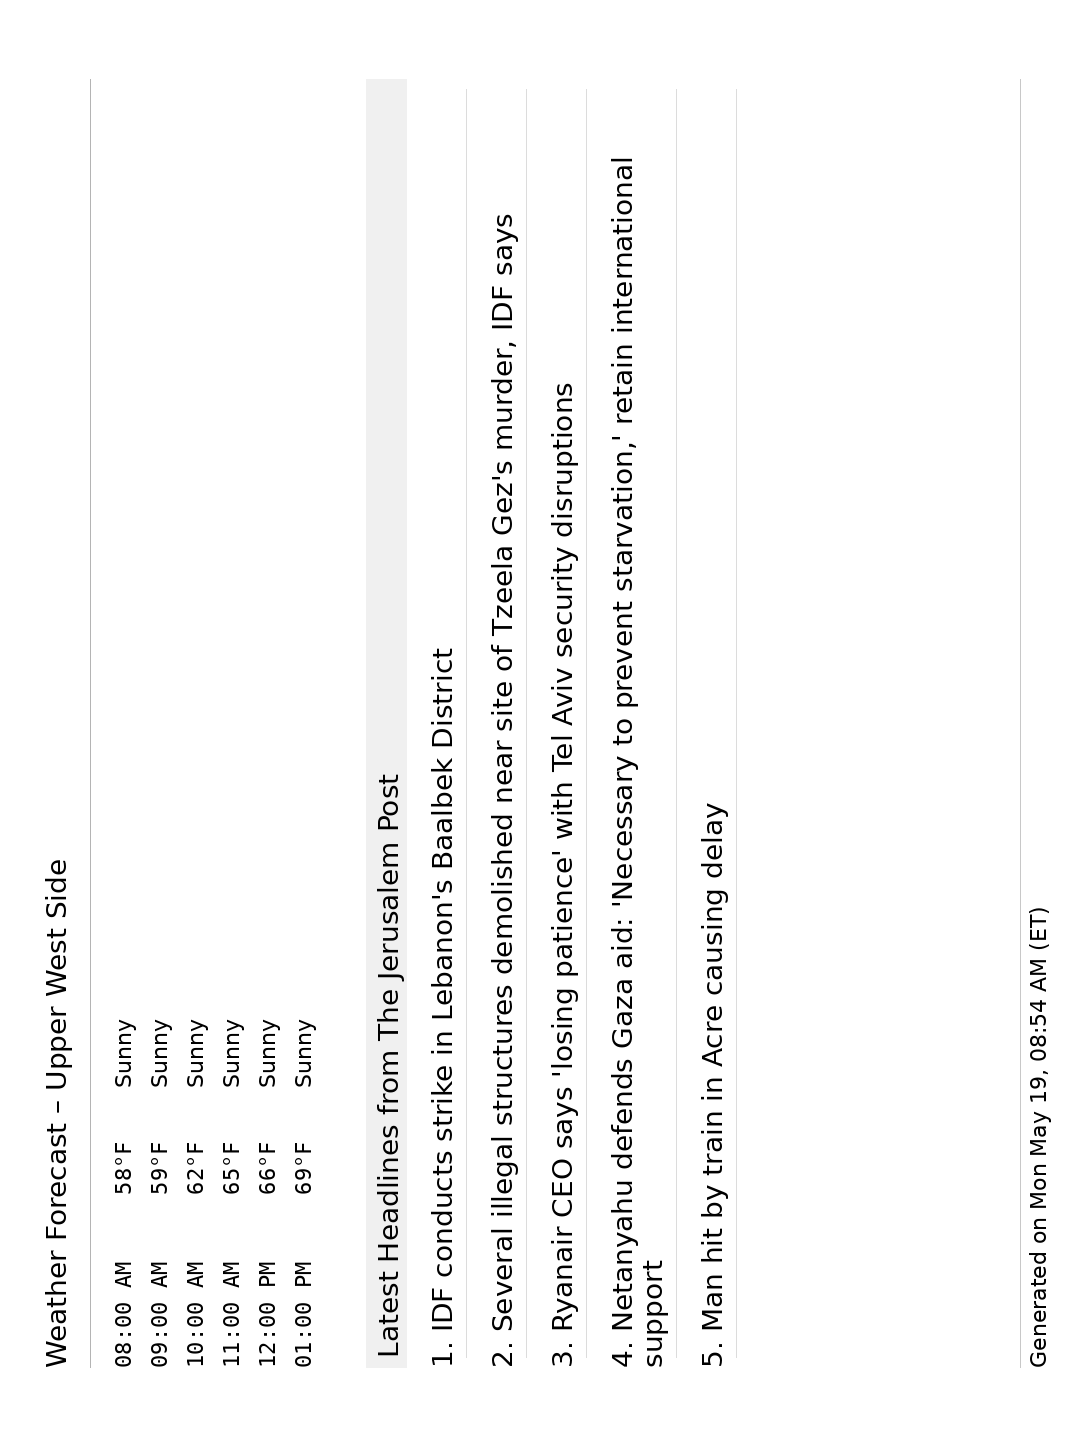 Weather Forecast – Upper West Side
08:00 AM 58°F Sunny
09:00 AM 59°F Sunny
10:00 AM 62°F Sunny
11:00 AM 65°F Sunny
12:00 PM 66°F Sunny
01:00 PM 69°F Sunny
Latest Headlines from The Jerusalem Post
1. IDF conducts strike in Lebanon's Baalbek District
2. Several illegal structures demolished near site of Tzeela Gez's murder, IDF says
3. Ryanair CEO says 'losing patience' with Tel Aviv security disruptions
4. Netanyahu defends Gaza aid: 'Necessary to prevent starvation,' retain international
support
5. Man hit by train in Acre causing delay
Generated on Mon May 19, 08:54 AM (ET)